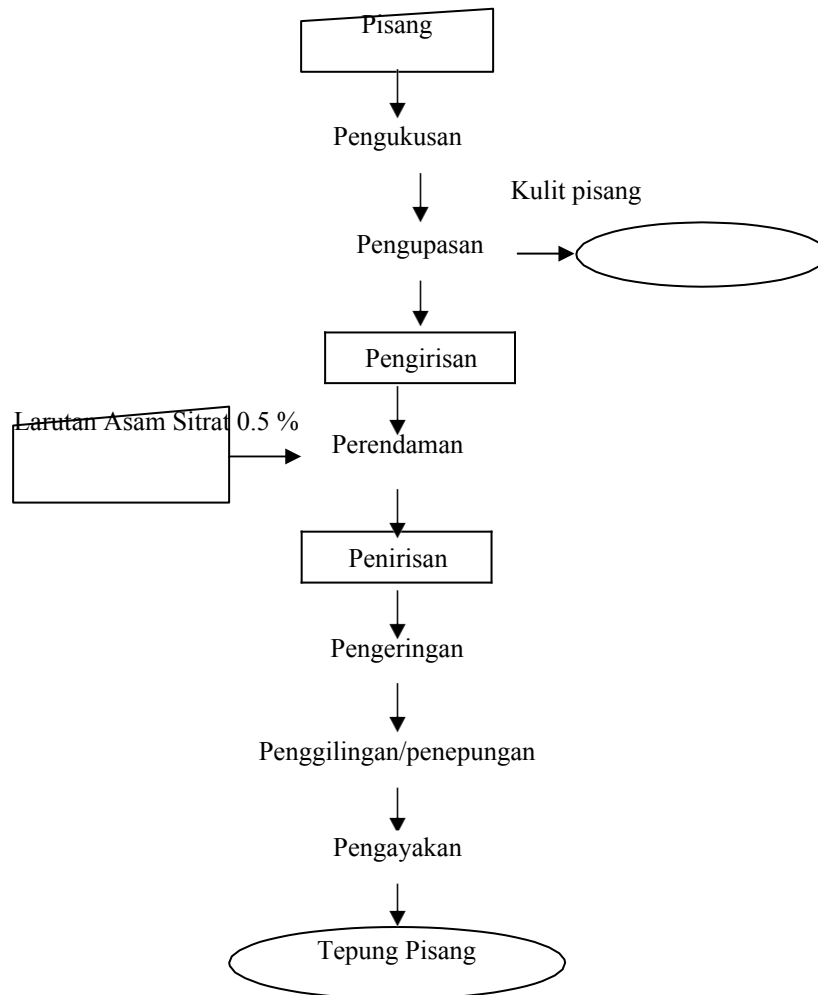 Pisang
Pengukusan
Kulit pisang
Pengupasan
Pengirisan
Larutan Asam Sitrat 0.5 %
Perendaman
Penirisan
Pengeringan
Penggilingan/penepungan
Pengayakan
Tepung Pisang